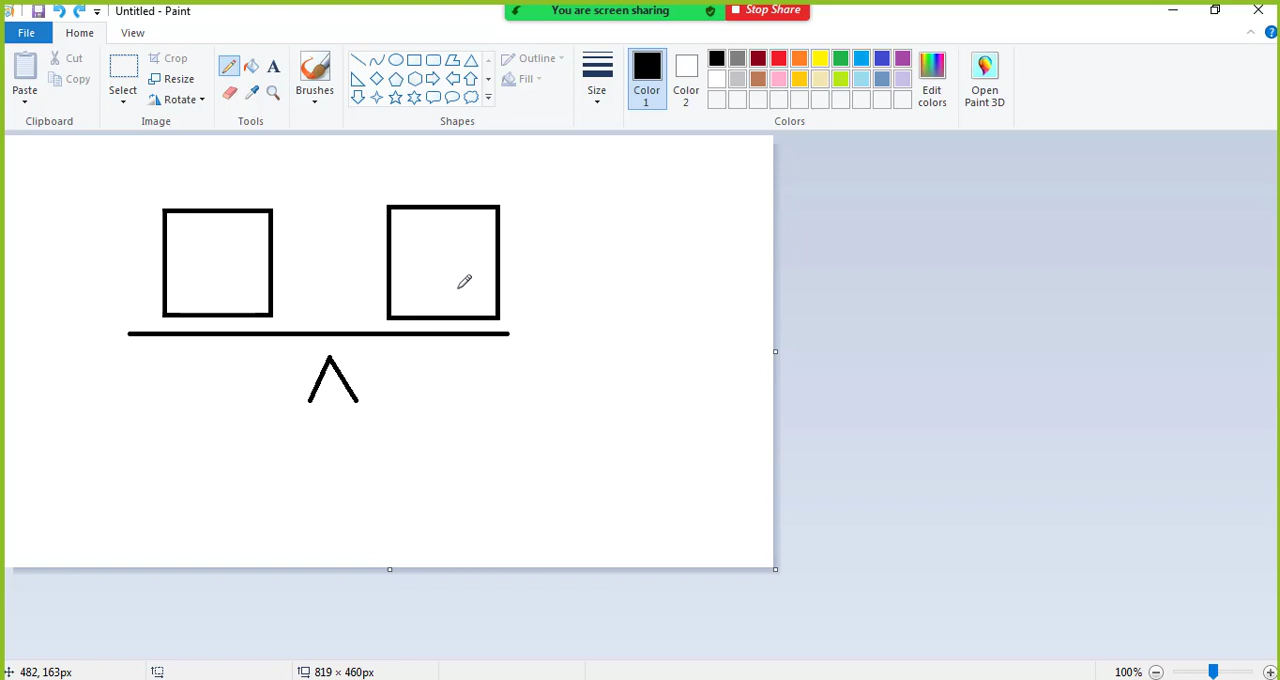 Untitled - Paint
You are screen sharing
Stop Share
File
Home
View
Paste
Cut
Copy
Clipboard
Select
Crop
Resize
Rotate
Image
A
Tools
Brushes
Shapes
Outline
Fill
Size
Color 1
Color 2
Edit colors
Colors
Open Paint 3D
?
482, 163px
819 × 460px
100%